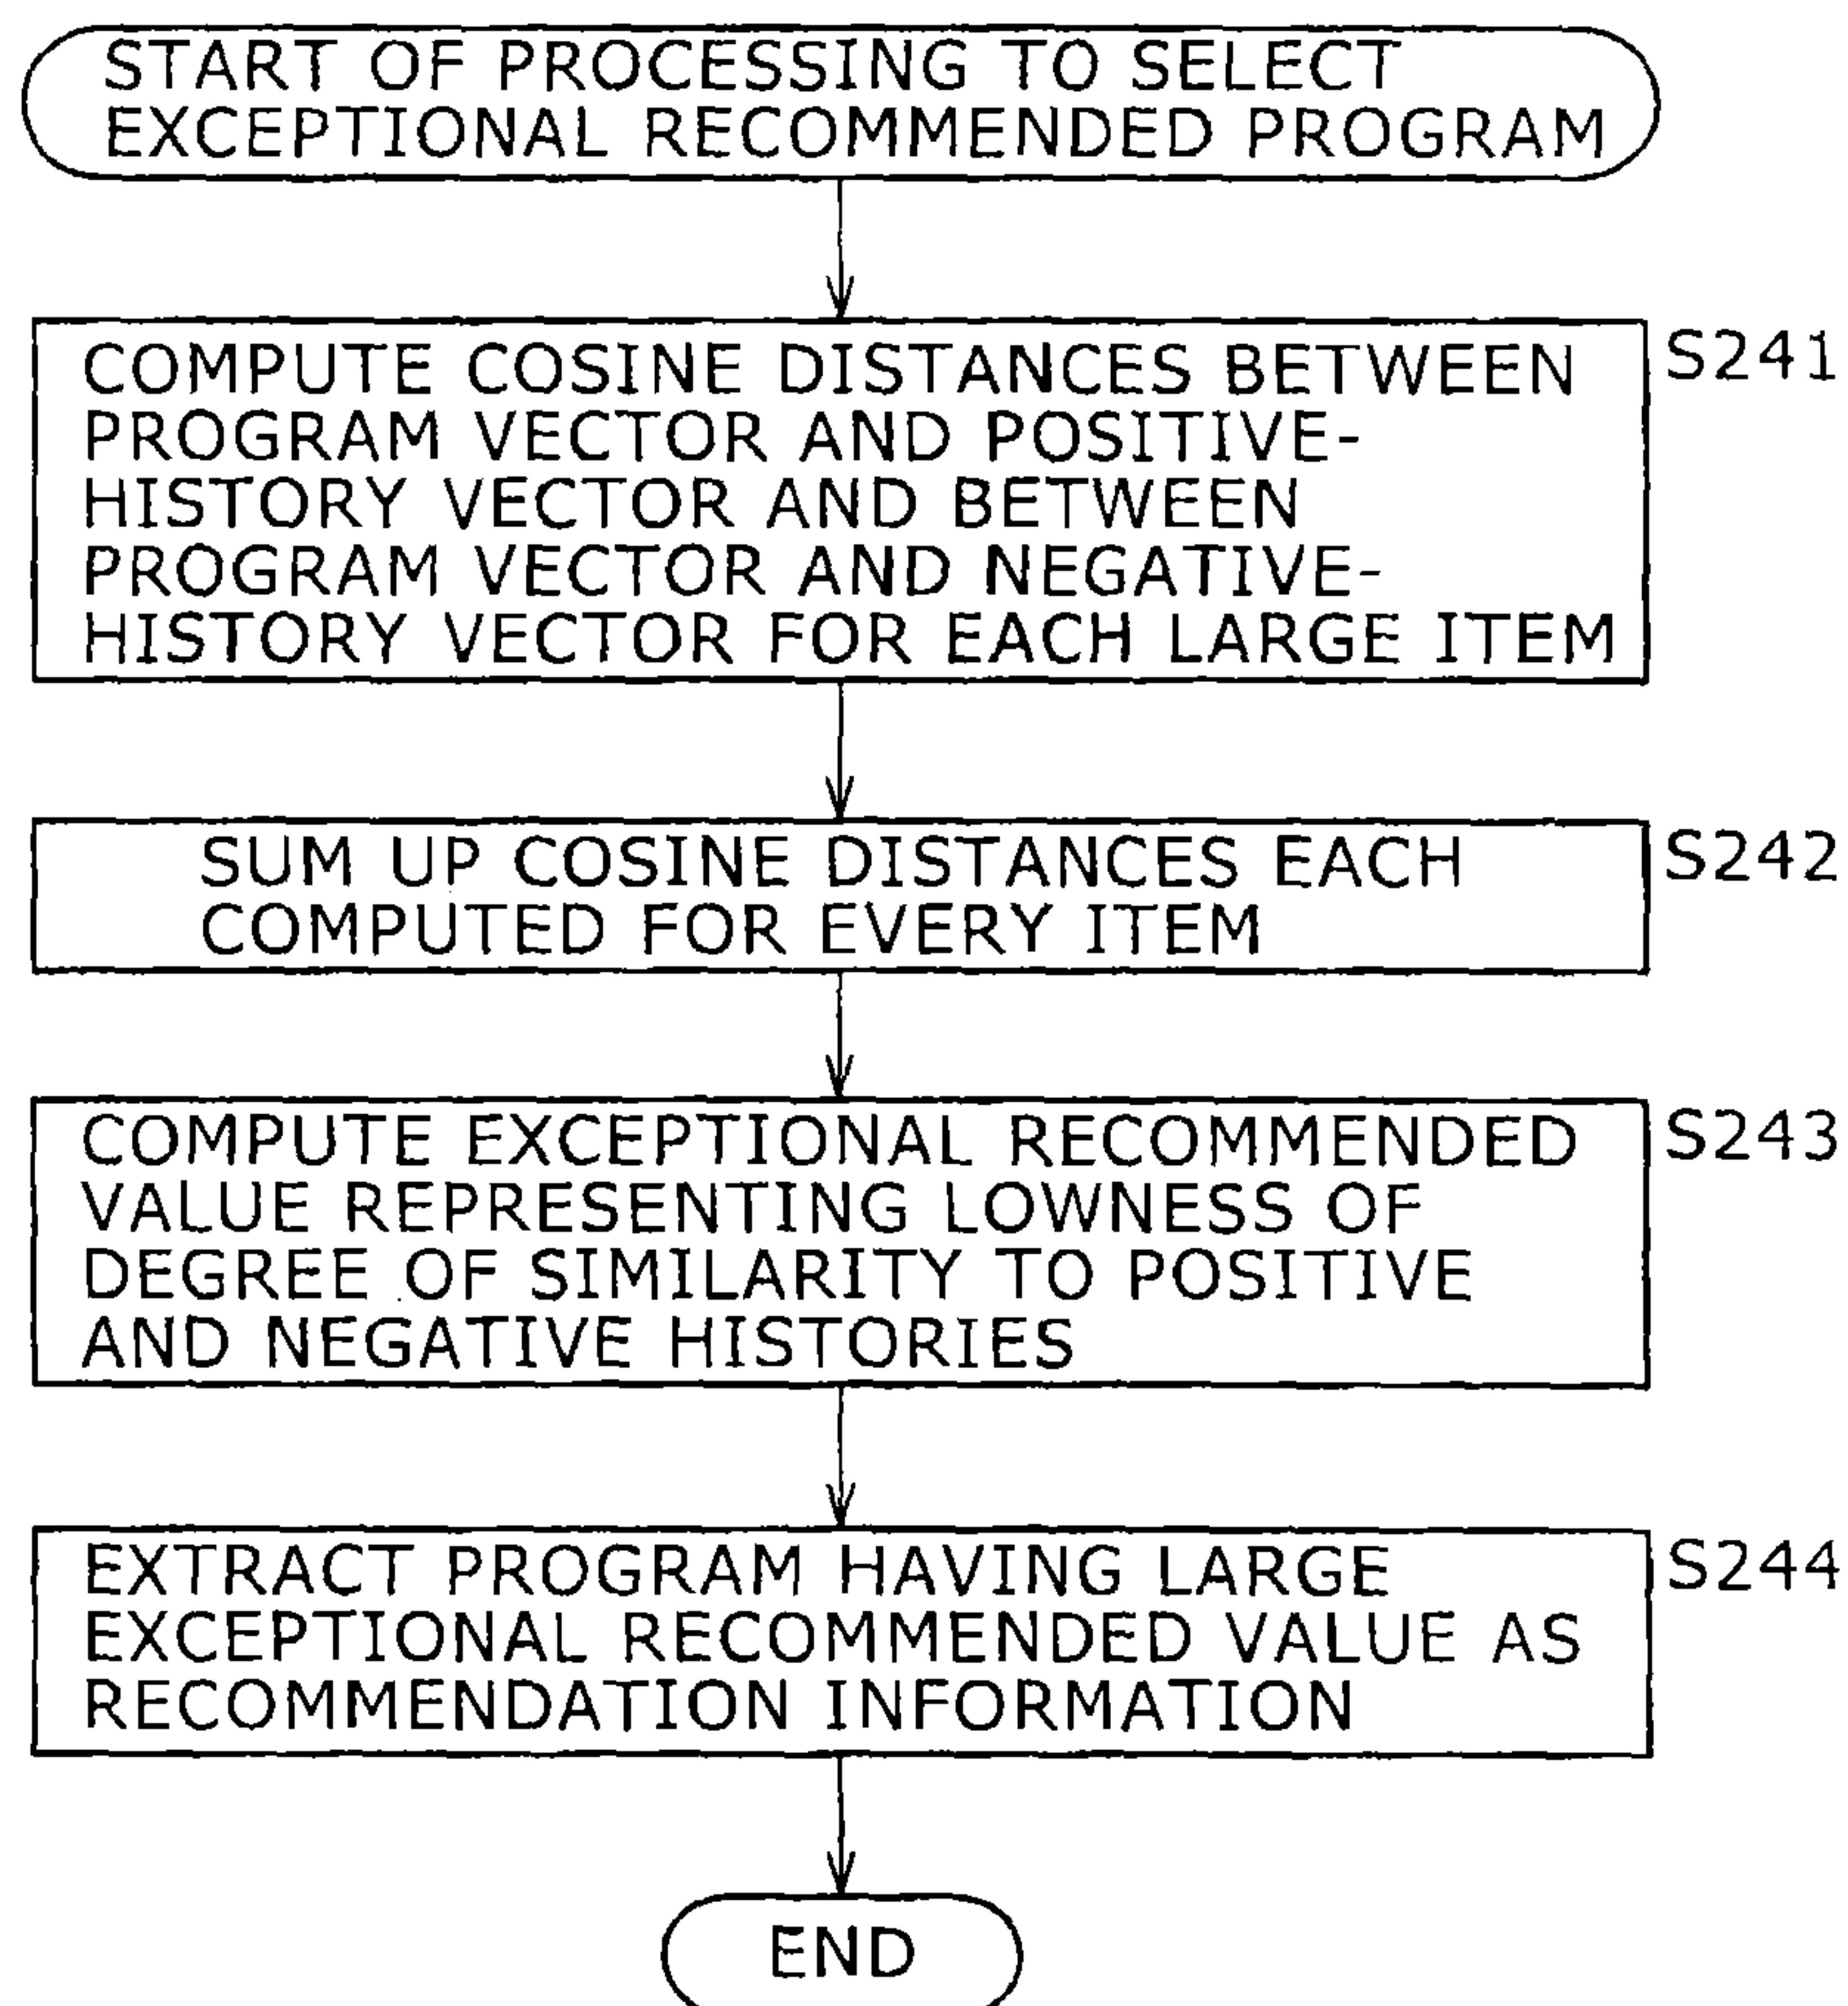 START OF PROCESSING TO SELECT
EXCEPTIONAL RECOMMENDED PROGRAM
COMPUTE COSINE DISTANCES BETWEEN
PROGRAM VECTOR AND POSITIVE-
HISTORY VECTOR AND BETWEEN
PROGRAM VECTOR AND NEGATIVE-
HISTORY VECTOR FOR EACH LARGE ITEM
S241
SUM UP COSINE DISTANCES EACH
COMPUTED FOR EVERY ITEM
S242
COMPUTE EXCEPTIONAL RECOMMENDED
VALUE REPRESENTING LOWNESS OF
DEGREE OF SIMILARITY TO POSITIVE
AND NEGATIVE HISTORIES
S243
EXTRACT PROGRAM HAVING LARGE
EXCEPTIONAL RECOMMENDED VALUE AS
RECOMMENDATION INFORMATION
S244
END